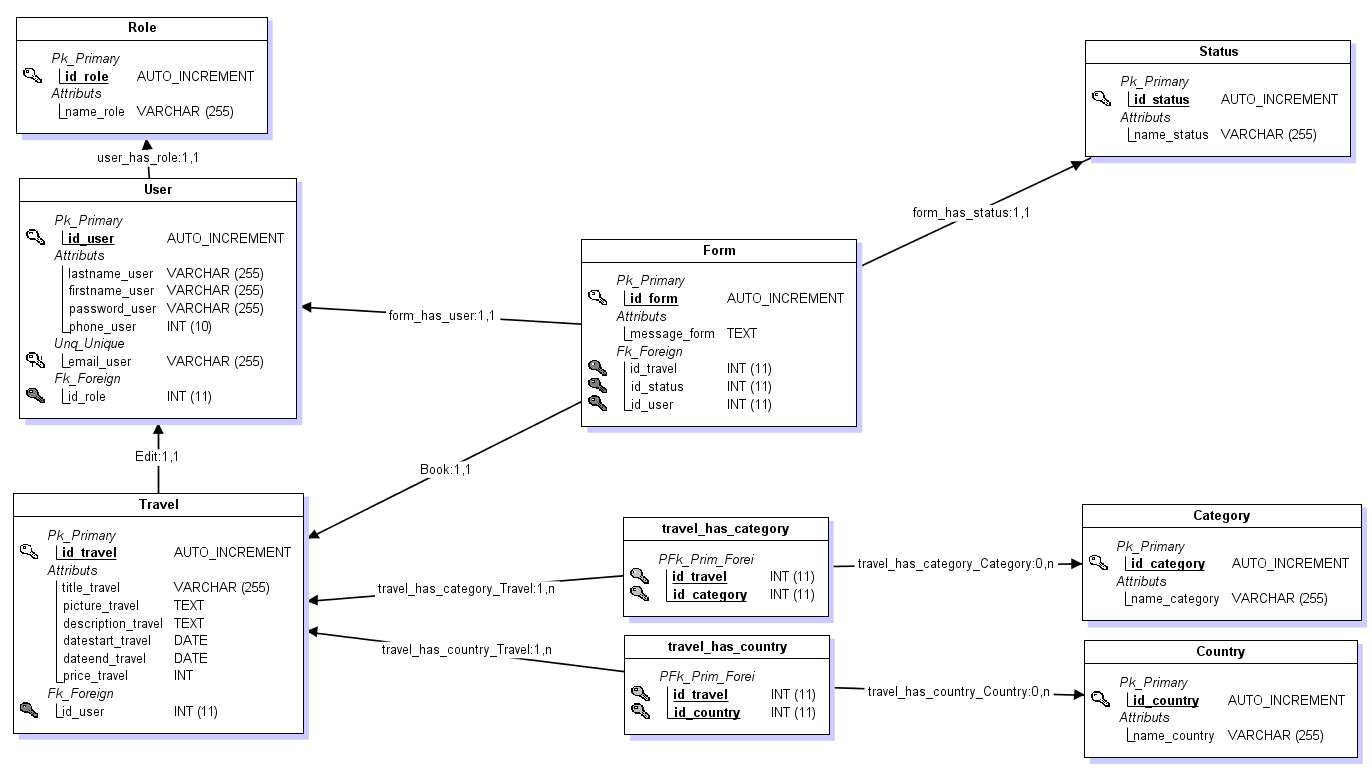 Role
Pk_Primary
id_role AUTO_INCREMENT
Attributs
name_role VARCHAR (255)
user_has_role:1,1
User
Pk_Primary
id_user AUTO_INCREMENT
Attributs
lastname_user VARCHAR (255)
firstname_user VARCHAR (255)
password_user VARCHAR (255)
phone_user INT (10)
Unq_Unique
email_user VARCHAR (255)
Fk_Foreign
id_role INT (11)
Edit:1,1
Travel
Pk_Primary
id_travel AUTO_INCREMENT
Attributs
title_travel VARCHAR (255)
picture_travel TEXT
description_travel TEXT
datestart_travel DATE
dateend_travel DATE
price_travel INT
Fk_Foreign
id_user INT (11)
form_has_user:1,1
Book:1,1
Form
Pk_Primary
id_form AUTO_INCREMENT
Attributs
message_form TEXT
Fk_Foreign
id_travel INT (11)
id_status INT (11)
id_user INT (11)
form_has_status:1,1
Status
Pk_Primary
id_status AUTO_INCREMENT
Attributs
name_status VARCHAR (255)
travel_has_category_Travel:1,n
travel_has_category
PFk_Prim_Forei
id_travel INT (11)
id_category INT (11)
travel_has_category_Category:0,n
Category
Pk_Primary
id_category AUTO_INCREMENT
Attributs
name_category VARCHAR (255)
travel_has_country_Travel:1,n
travel_has_country
PFk_Prim_Forei
id_travel INT (11)
id_country INT (11)
travel_has_country_Country:0,n
Country
Pk_Primary
id_country AUTO_INCREMENT
Attributs
name_country VARCHAR (255)